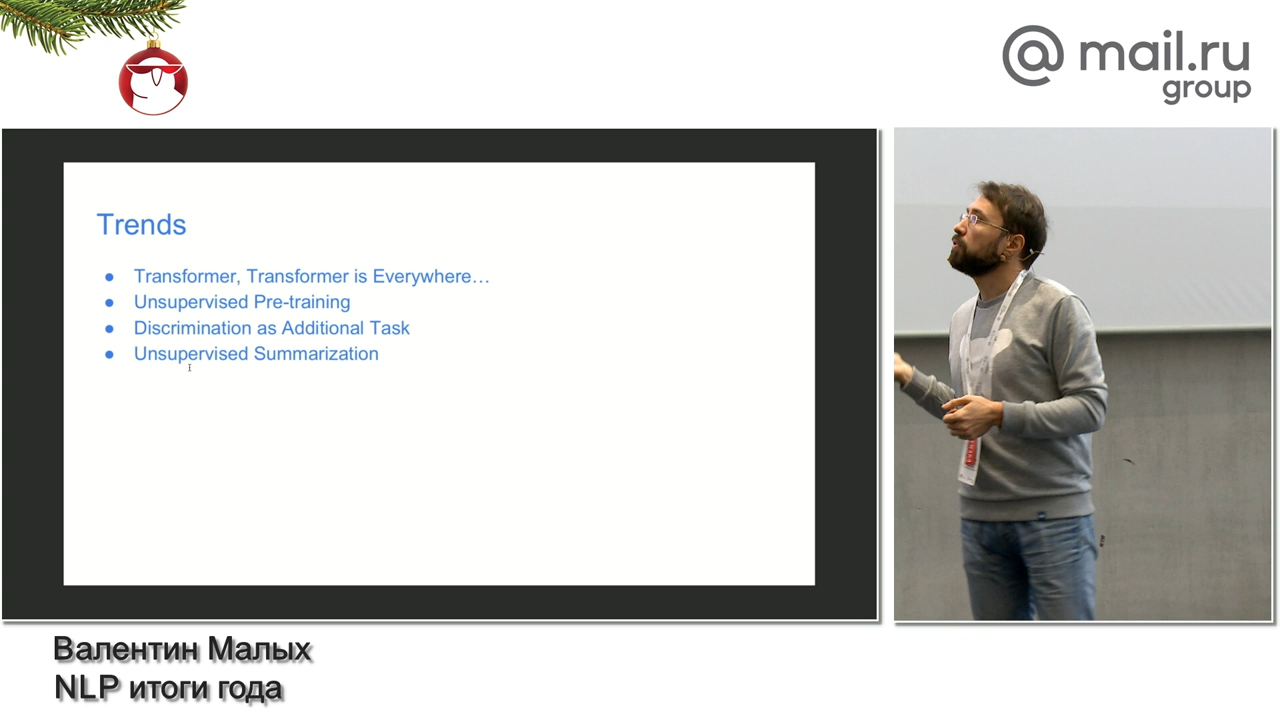 @ mail.ru
group
Trends
● Transformer, Transformer is Everywhere…
● Unsupervised Pre-training
● Discrimination as Additional Task
● Unsupervised Summarization
Валентин Малых
NLP итоги года